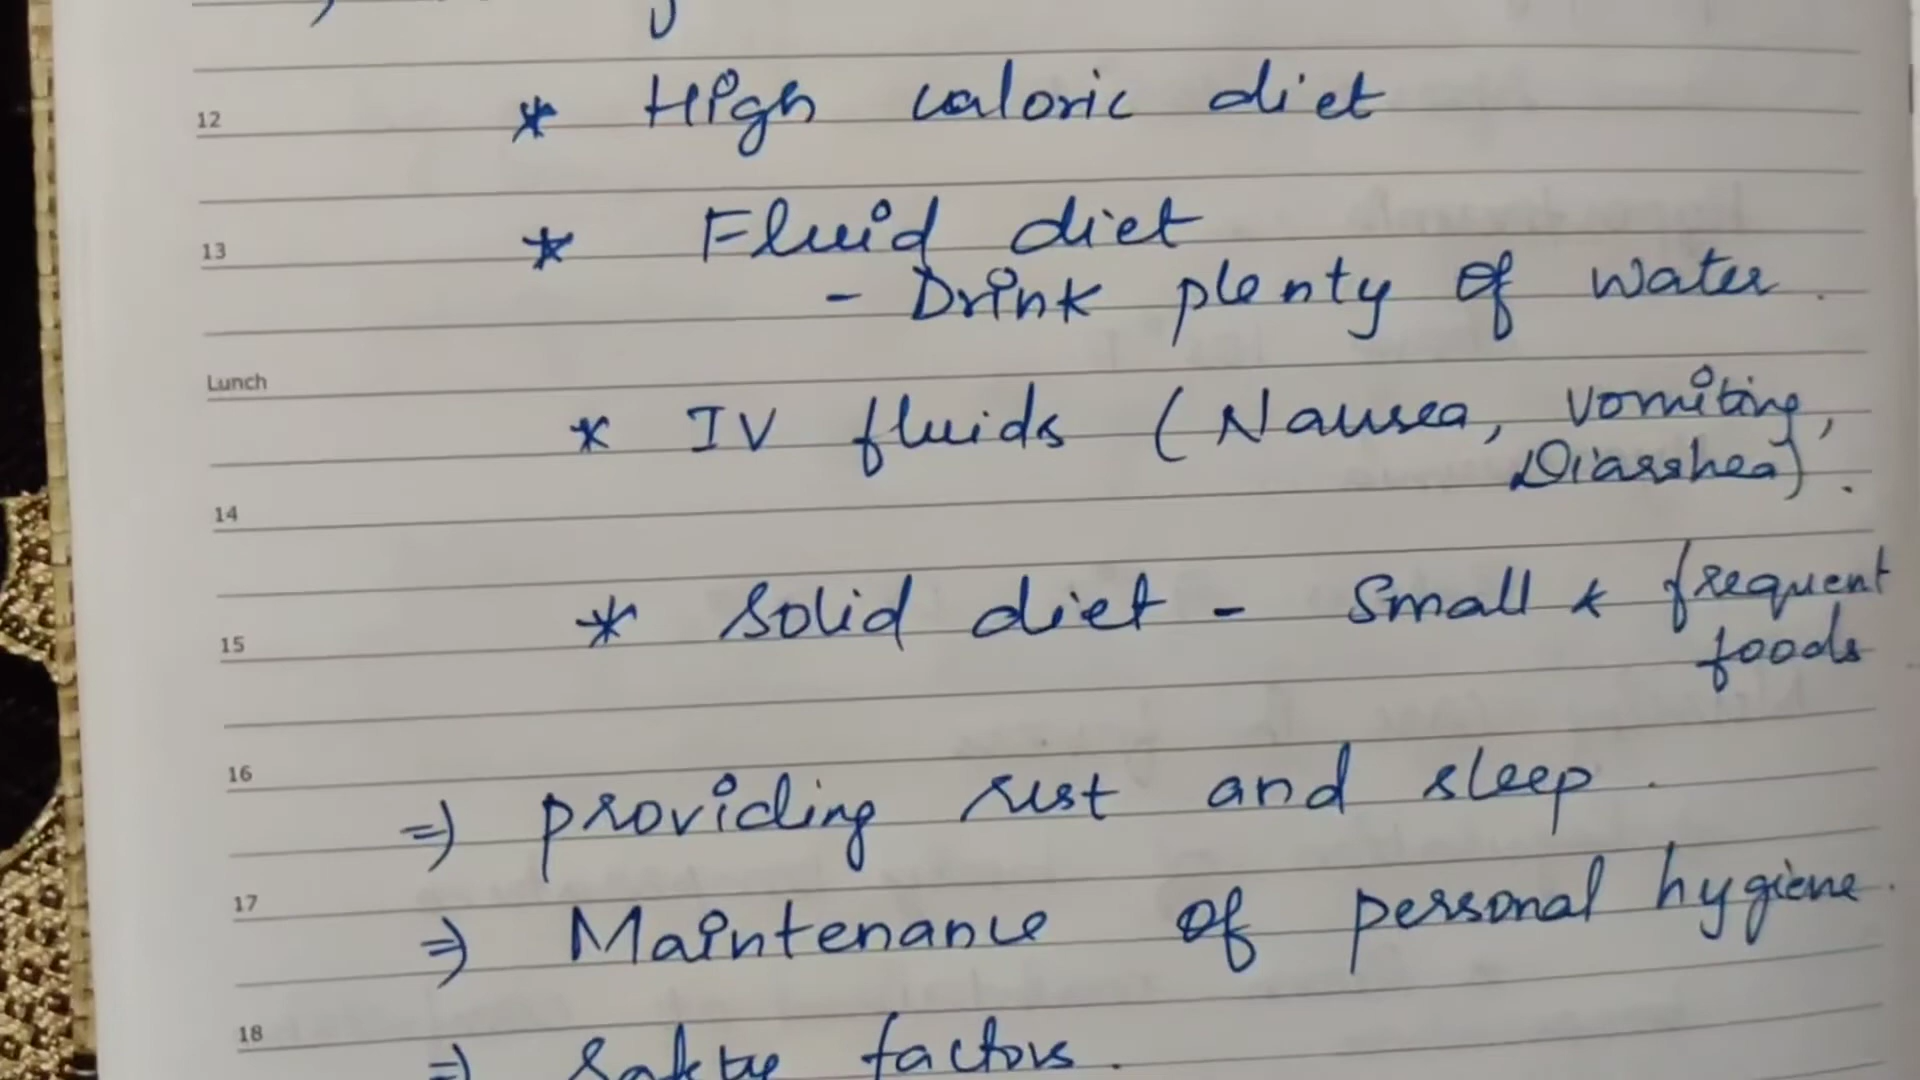 12 * High caloric diet
13 * Fluid diet
- Drink plenty of water.
Lunch
* IV fluids (Nausea, vomiting,
Diarrhea).
14
15 * Solid diet - Small & frequent
foods
16
⇒ providing rest and sleep.
17
⇒ Maintenance of personal hygiene.
18
⇒ Safety factors.